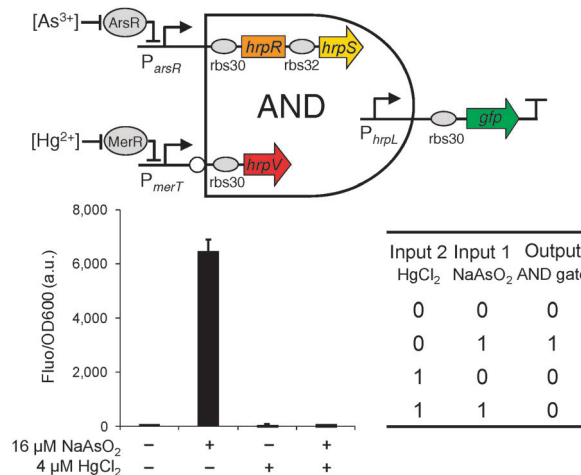 [As3+] ArsR
hrpR hrpS
ParsR rbs30 rbs32
AND
gfp
PhrpL rbs30
[Hg2+] MerR
hrpV
PmerT rbs30
8,000
6,000
4,000
2,000
0
Fluo/OD600 (a.u.)
16 µM NaAsO2 – + – +
4 µM HgCl2 – – + +
Input 2 Input 1 Output
HgCl2 NaAsO2 AND gate
0 0 0
0 1 1
1 0 0
1 1 0